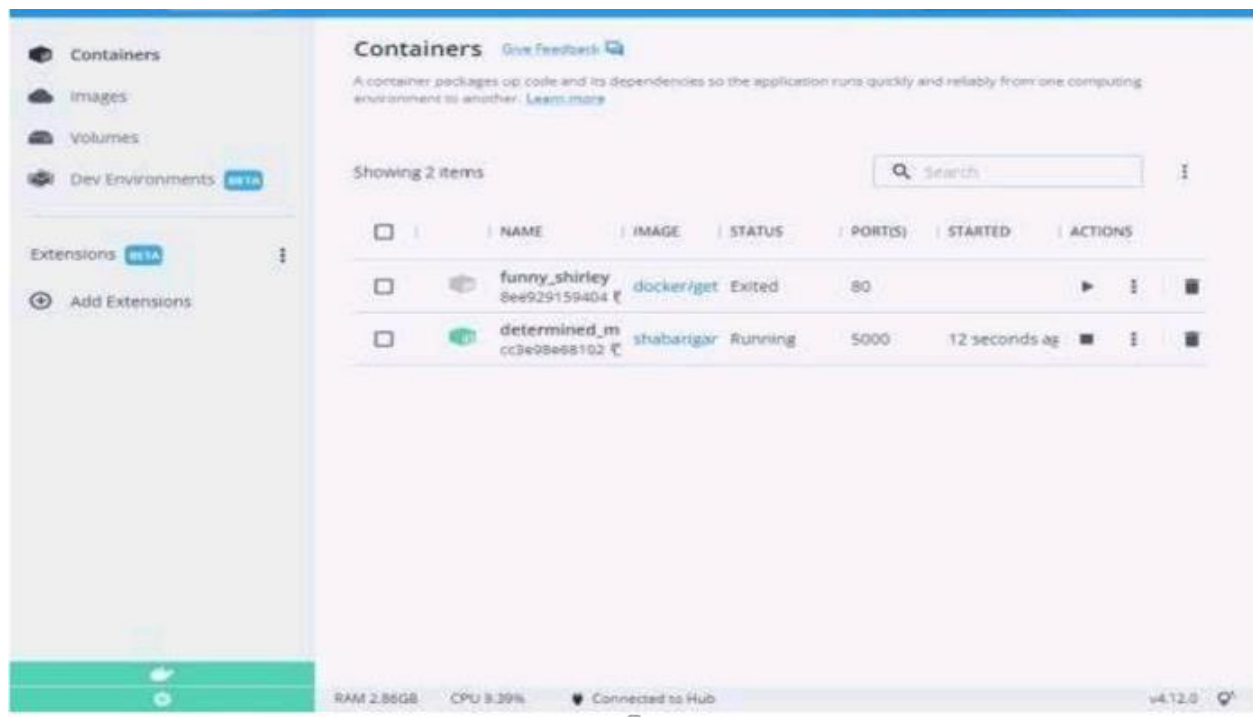 Containers
Images
Volumes
Dev Environments BETA
Extensions BETA
Add Extensions
Containers Give Feedback
A container packages up code and its dependencies so the application runs quickly and reliably from one computing
environment to another. Learn more
Showing 2 items
Search
NAME IMAGE STATUS PORT(S) STARTED ACTIONS
funny_shirley docker/get Exited 80
8ee929159404
determined_m shabarigar Running 5000 12 seconds ag
cc3e98e68102
RAM 2.86GB CPU 9.39% Connected to Hub v4.12.0